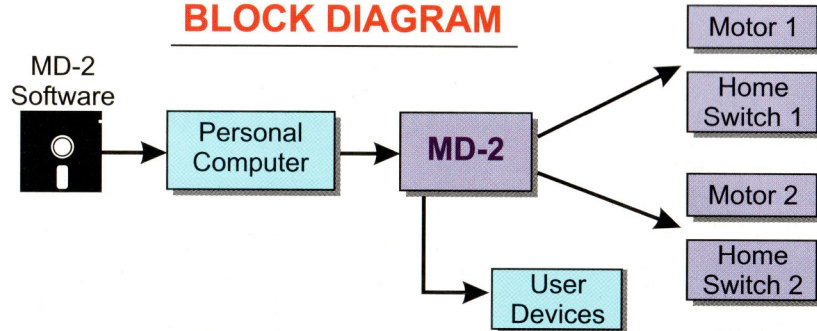 BLOCK DIAGRAM
MD-2
Software
Personal
Computer
MD-2
Motor 1
Home
Switch 1
Motor 2
Home
Switch 2
User
Devices